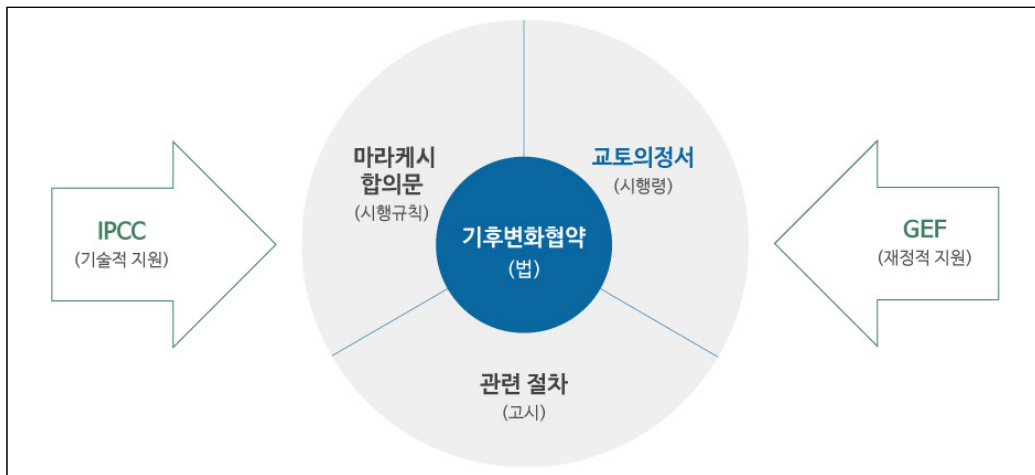 마라케시
합의문
(시행규칙)
교토의정서
(시행령)
IPCC
(기술적 지원)
기후변화협약
(법)
GEF
(재정적 지원)
관련 절차
(고시)